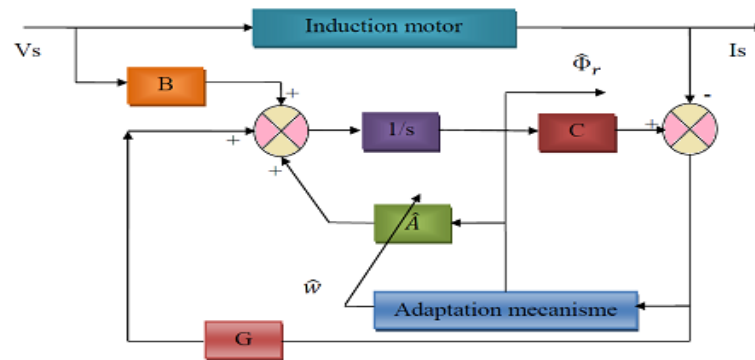 Induction motor
Vs
Is
B
Φ̂r
-
+
+
+
+
1/s
C
Â
ŵ
Adaptation mecanisme
G